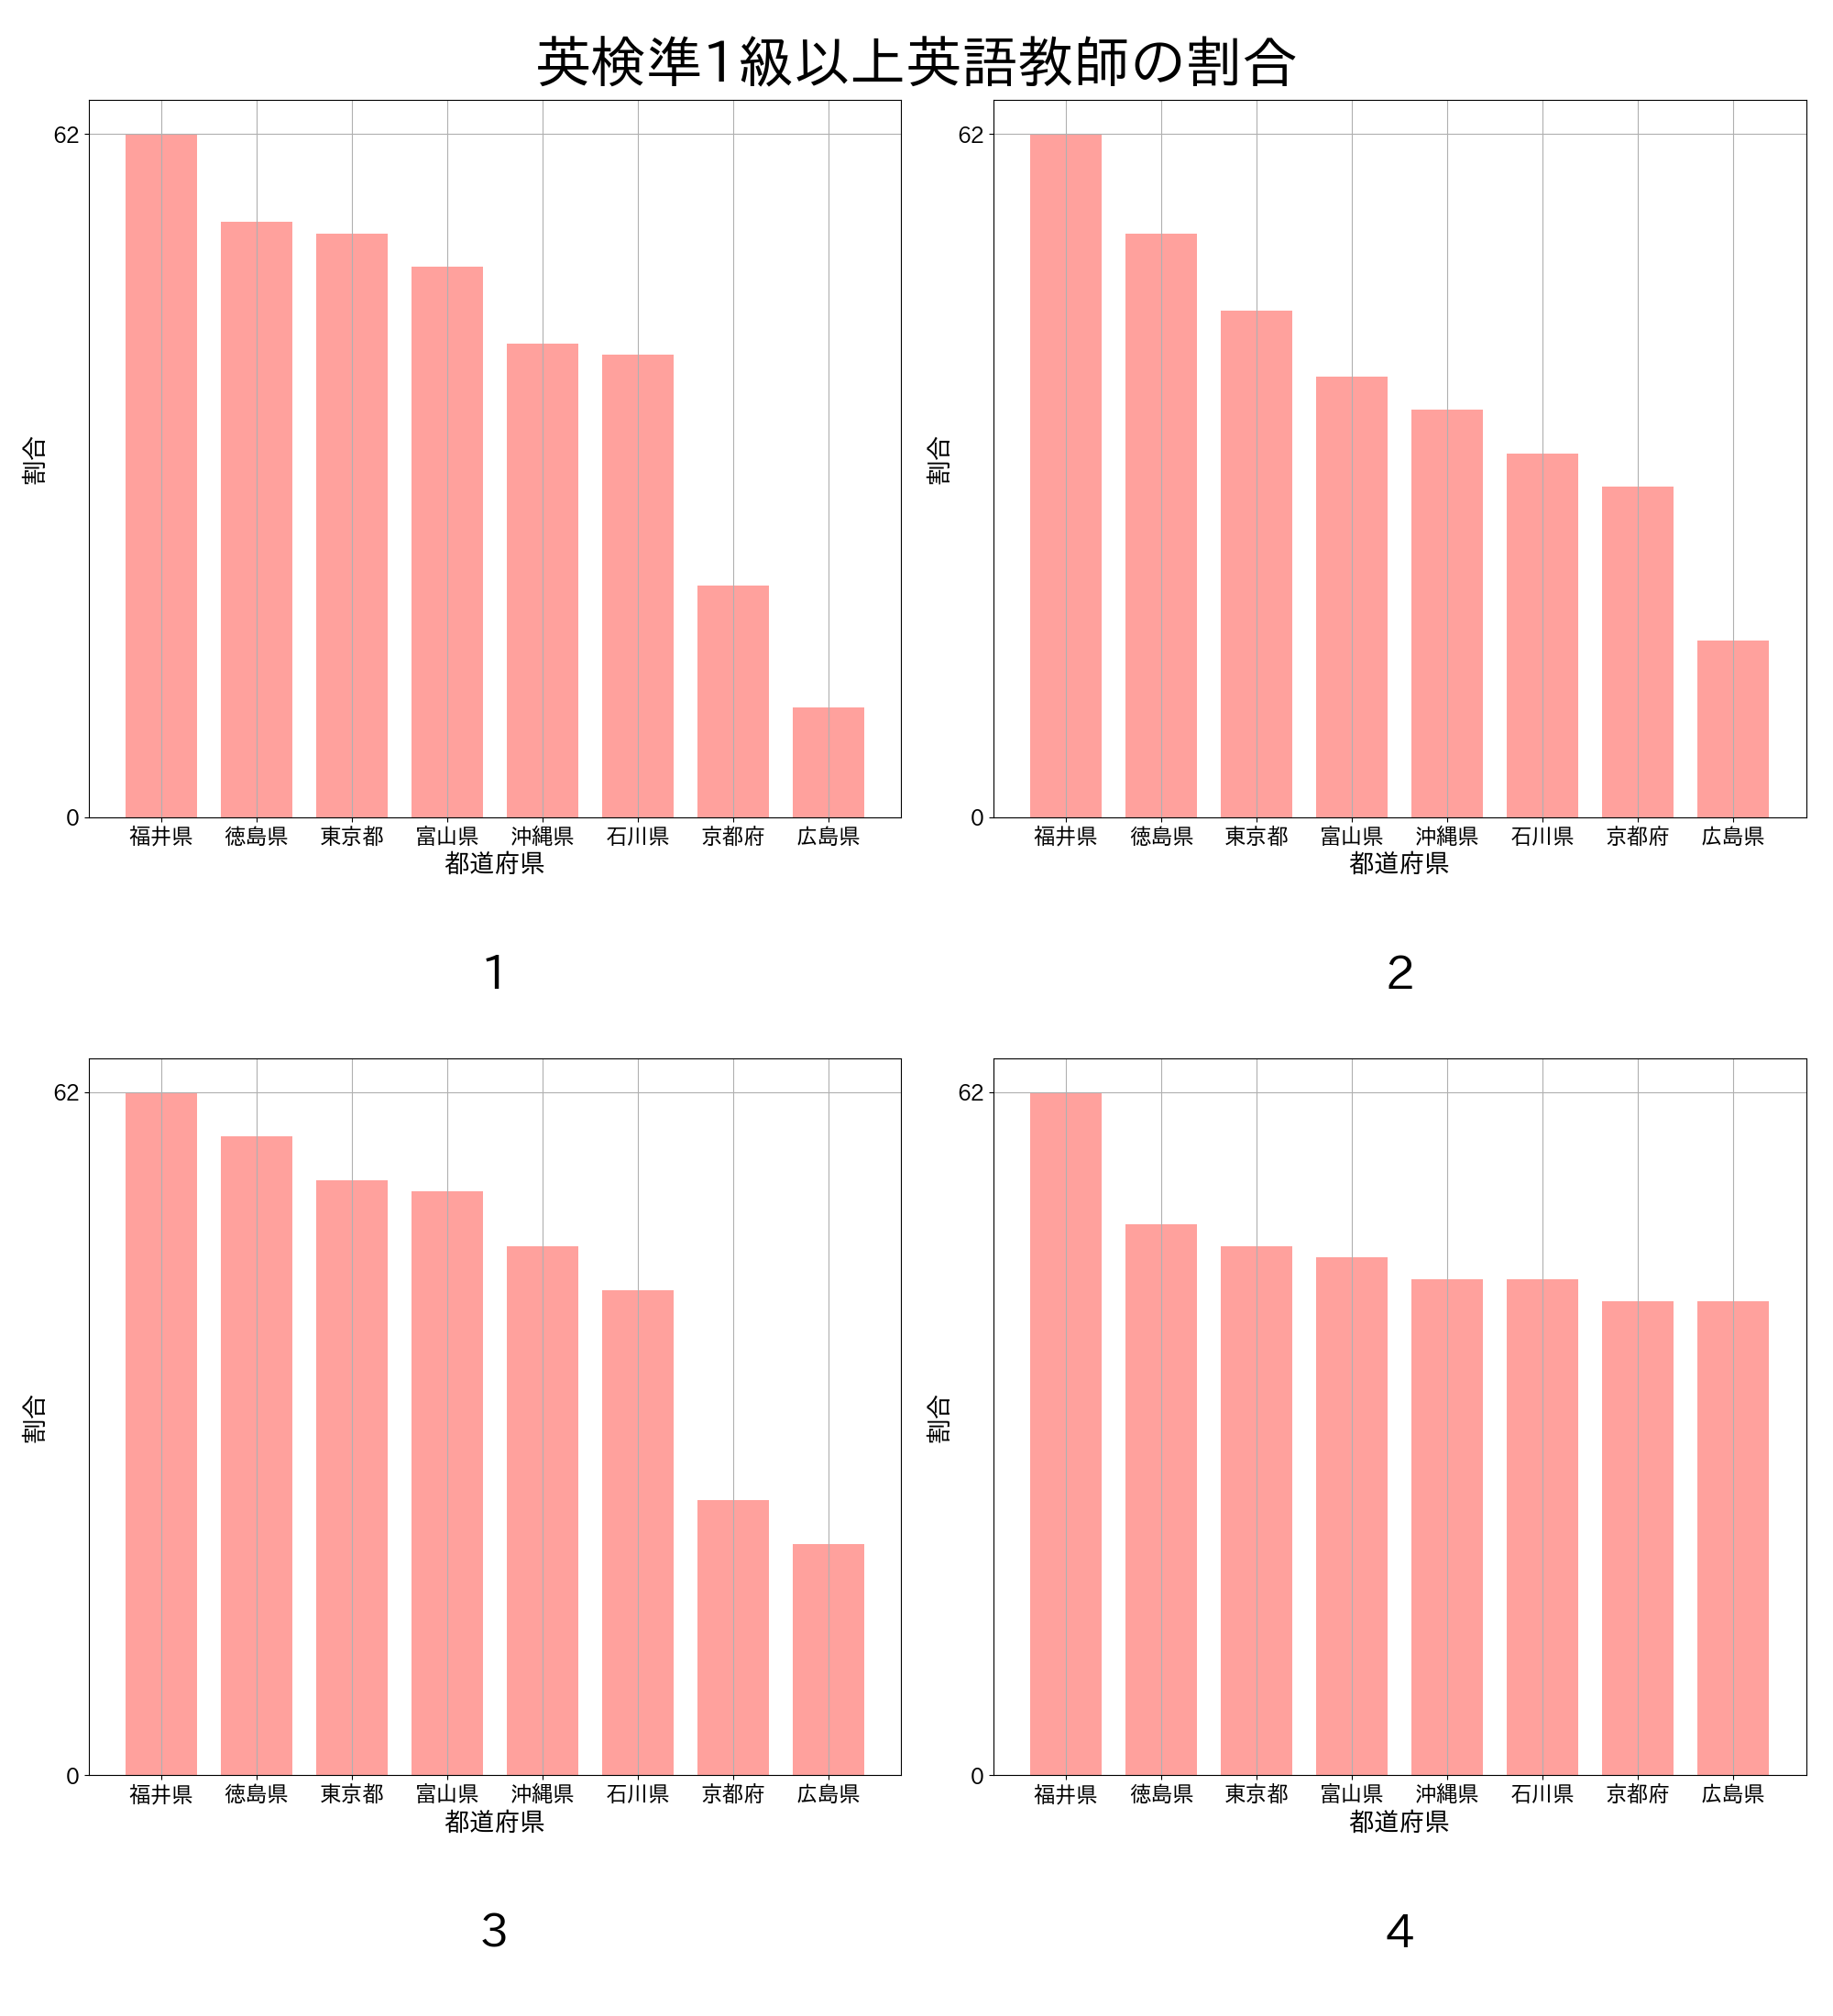 英検準1級以上英語教師の割合
62
0
割合
福井県 徳島県 東京都 富山県 沖縄県 石川県 京都府 広島県
都道府県
1
62
0
割合
福井県 徳島県 東京都 富山県 沖縄県 石川県 京都府 広島県
都道府県
2
62
0
割合
福井県 徳島県 東京都 富山県 沖縄県 石川県 京都府 広島県
都道府県
3
62
0
割合
福井県 徳島県 東京都 富山県 沖縄県 石川県 京都府 広島県
都道府県
4